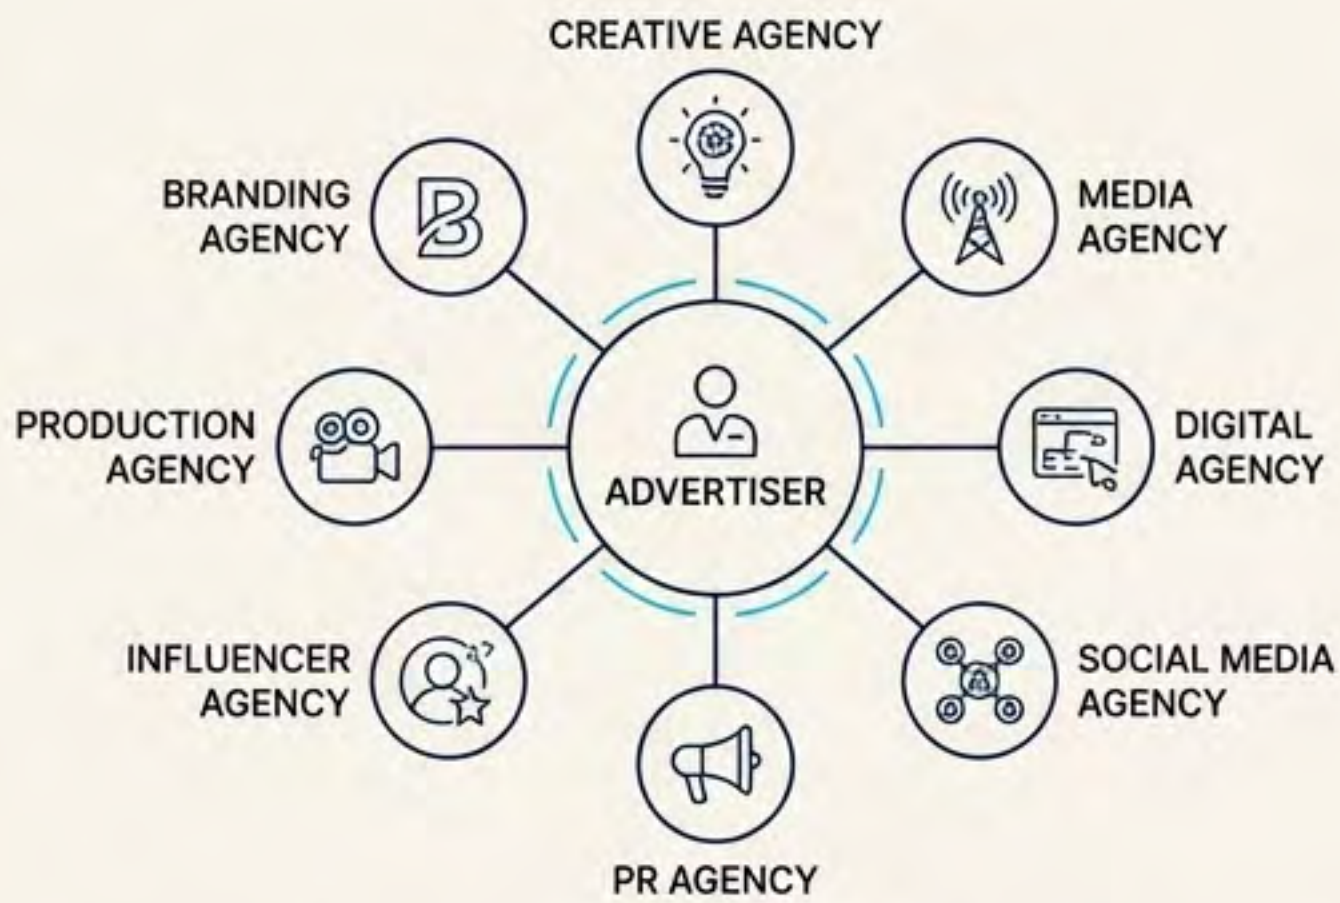 CREATIVE AGENCY
BRANDING
AGENCY
MEDIA
AGENCY
PRODUCTION
AGENCY
ADVERTISER
DIGITAL
AGENCY
INFLUENCER
AGENCY
SOCIAL MEDIA
AGENCY
PR AGENCY